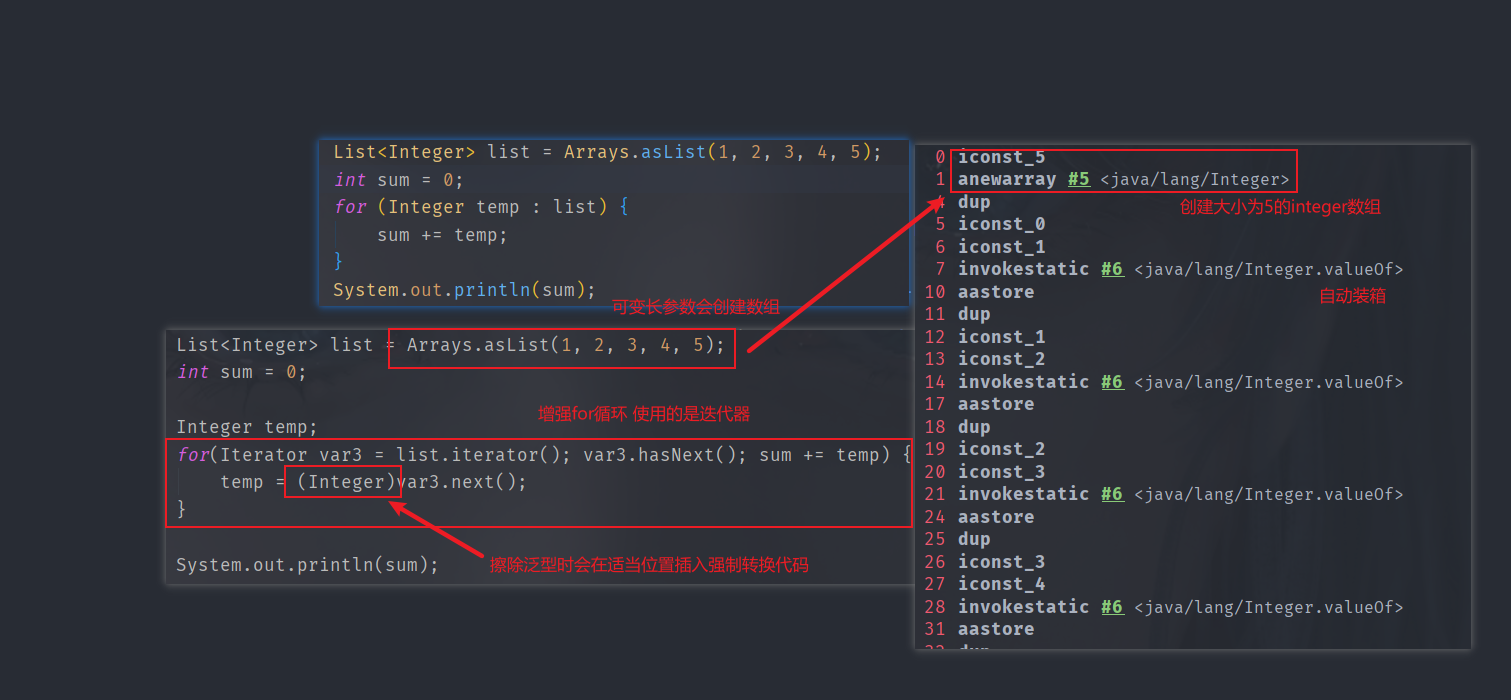 List<Integer> list = Arrays.asList(1, 2, 3, 4, 5);
int sum = 0;
for (Integer temp : list) {
    sum += temp;
}
System.out.println(sum);
可变长参数会创建数组
List<Integer> list = Arrays.asList(1, 2, 3, 4, 5);
int sum = 0;
增强for循环 使用的是迭代器
Integer temp;
for(Iterator var3 = list.iterator(); var3.hasNext(); sum += temp) {
    temp = (Integer)var3.next();
}
擦除泛型时会在适当位置插入强制转换代码
System.out.println(sum);
0 iconst_5
1 anewarray #5 <java/lang/Integer>
创建大小为5的integer数组
4 dup
5 iconst_0
6 iconst_1
7 invokestatic #6 <java/lang/Integer.valueOf>
自动装箱
10 aastore
11 dup
12 iconst_1
13 iconst_2
14 invokestatic #6 <java/lang/Integer.valueOf>
17 aastore
18 dup
19 iconst_2
20 iconst_3
21 invokestatic #6 <java/lang/Integer.valueOf>
24 aastore
25 dup
26 iconst_3
27 iconst_4
28 invokestatic #6 <java/lang/Integer.valueOf>
31 aastore
32 dup